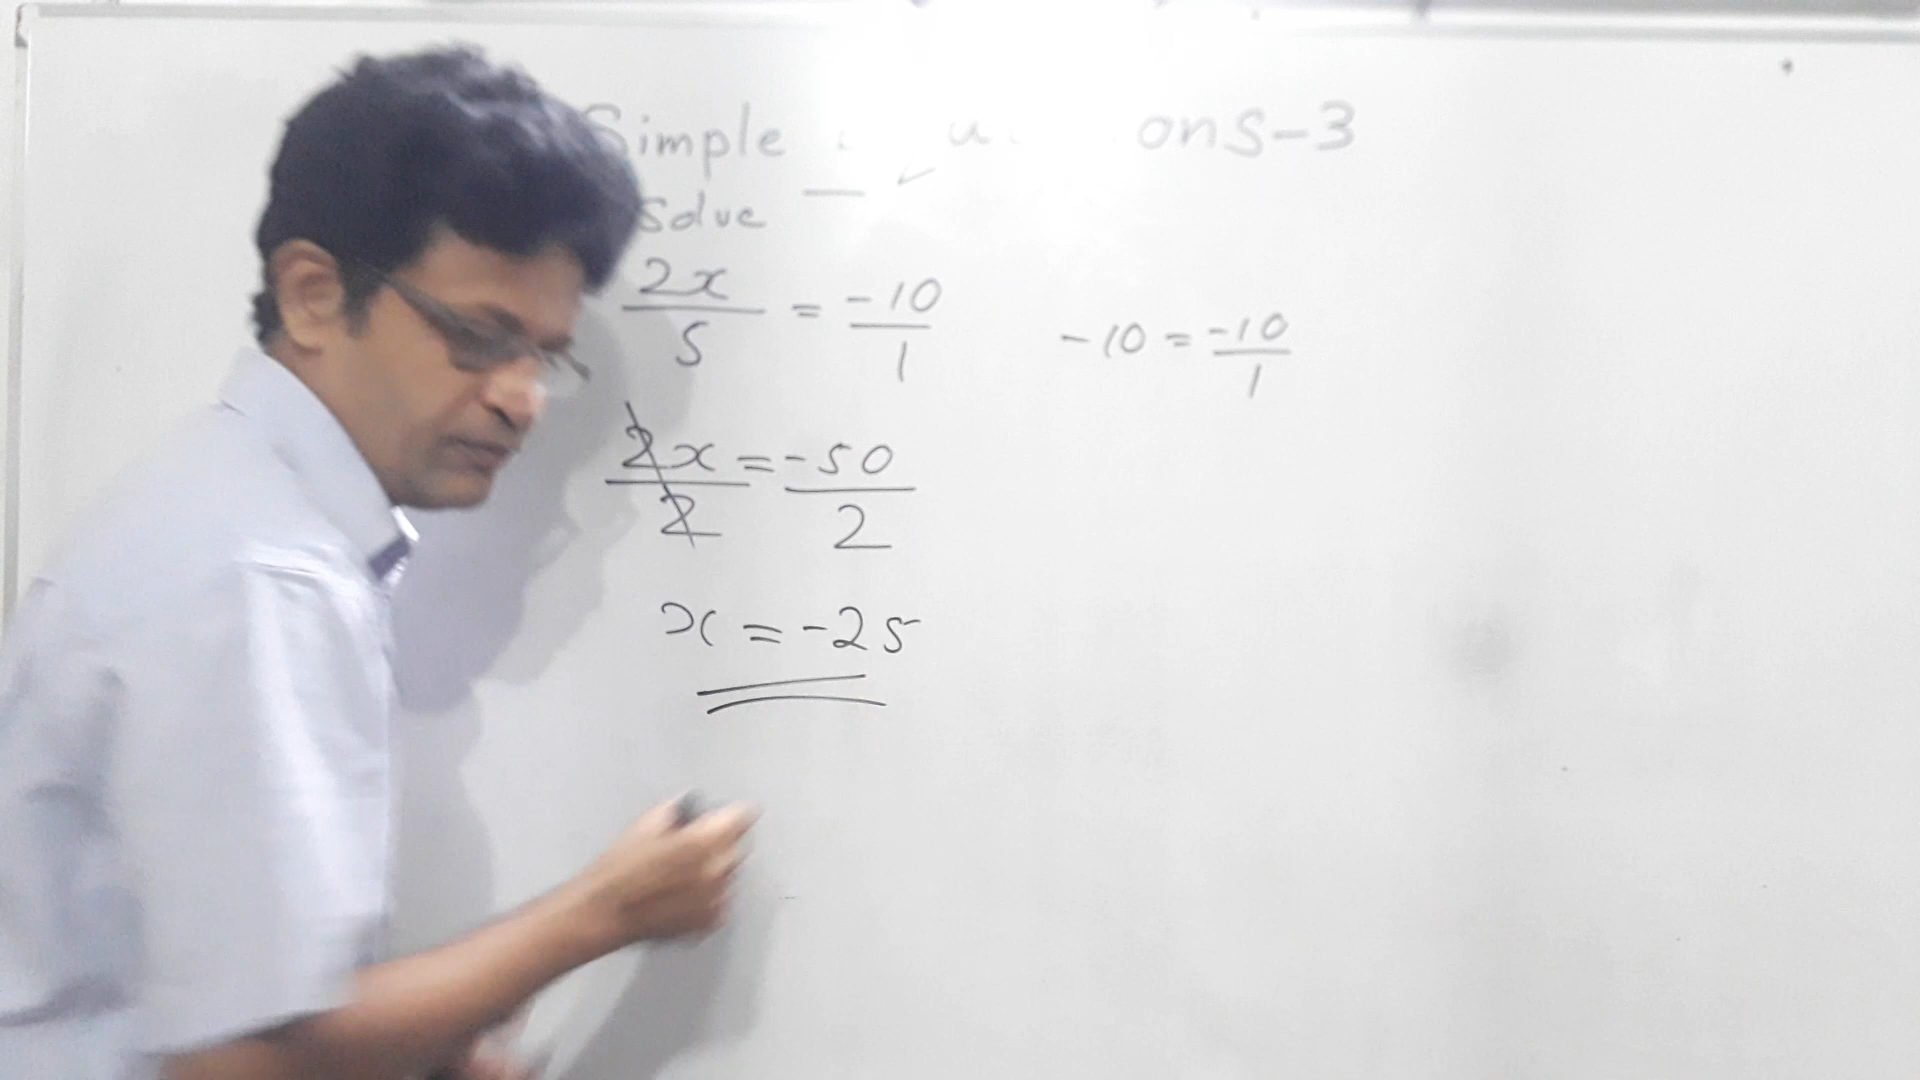 Simple ons-3
Solve
2x/5 = -10/1
-10 = -10/1
2x/2 = -50/2
x = -25